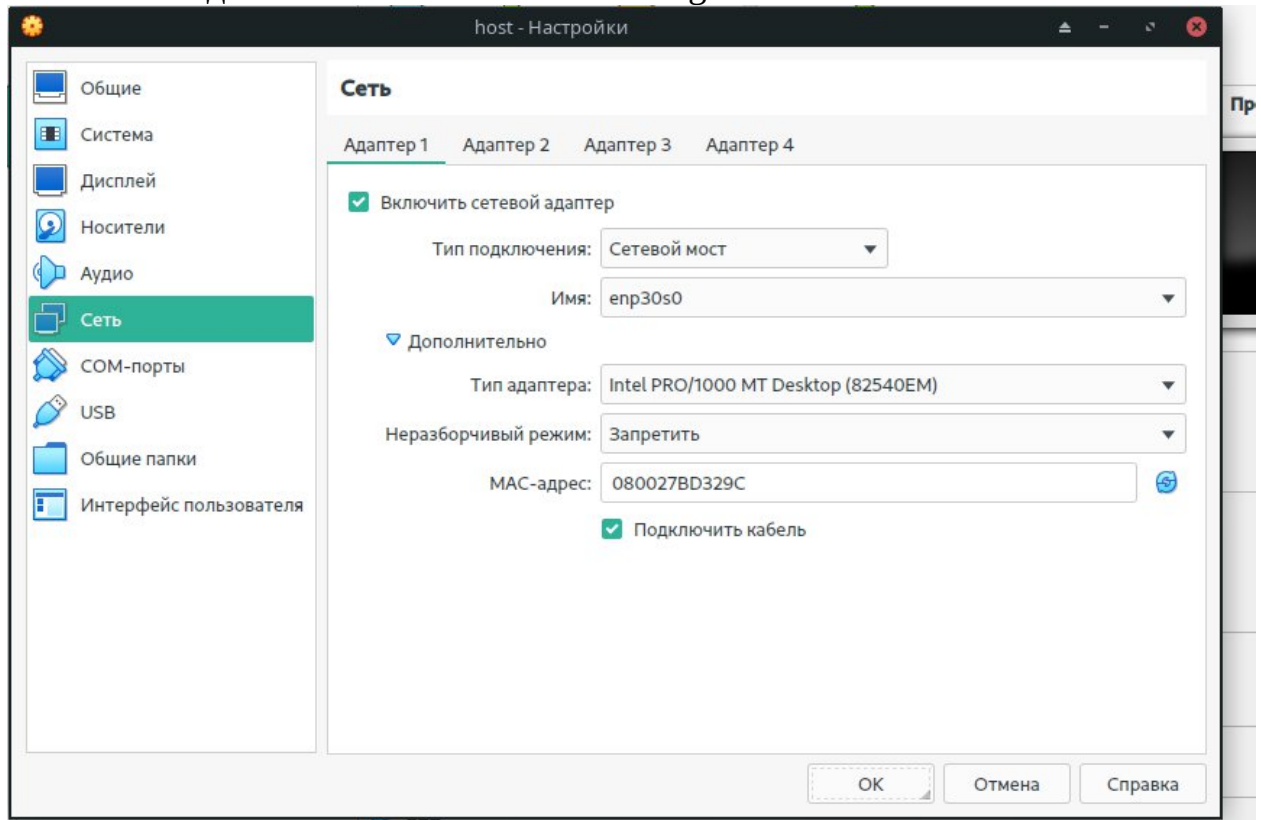 host - Настройки
Общие
Система
Дисплей
Носители
Аудио
Сеть
COM-порты
USB
Общие папки
Интерфейс пользователя
Сеть
Адаптер 1 Адаптер 2 Адаптер 3 Адаптер 4
Включить сетевой адаптер
Тип подключения: Сетевой мост
Имя: enp30s0
Дополнительно
Тип адаптера: Intel PRO/1000 MT Desktop (82540EM)
Неразборчивый режим: Запретить
MAC-адрес: 080027BD329C
Подключить кабель
OK Отмена Справка